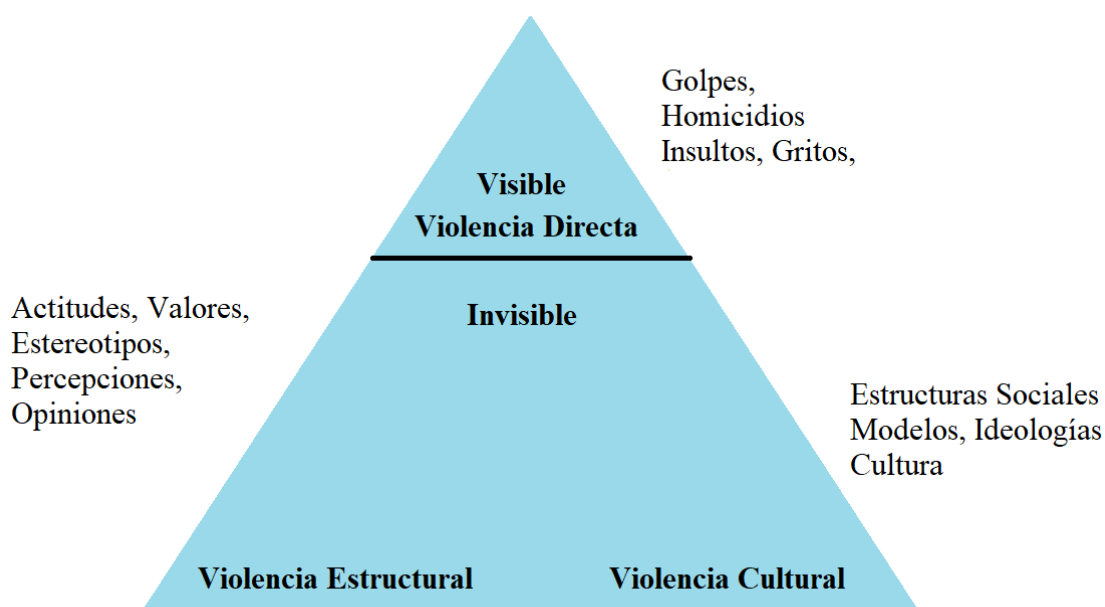 Golpes,
Homicidios
Insultos, Gritos,
Visible
Violencia Directa
Actitudes, Valores,
Estereotipos,
Percepciones,
Opiniones
Invisible
Estructuras Sociales
Modelos, Ideologías
Cultura
Violencia Estructural
Violencia Cultural